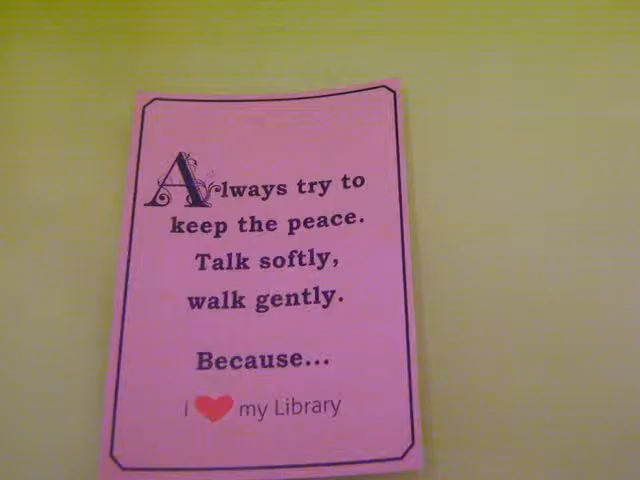 Always try to
keep the peace.
Talk softly,
walk gently.
Because...
I ❤ my Library